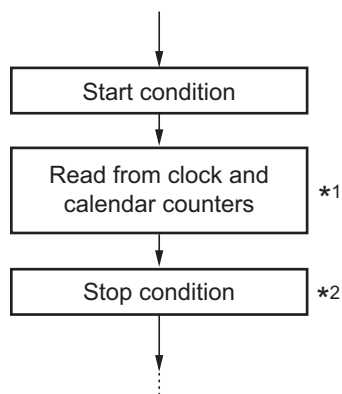 Start condition
Read from clock and
calendar counters
*1
Stop condition
*2